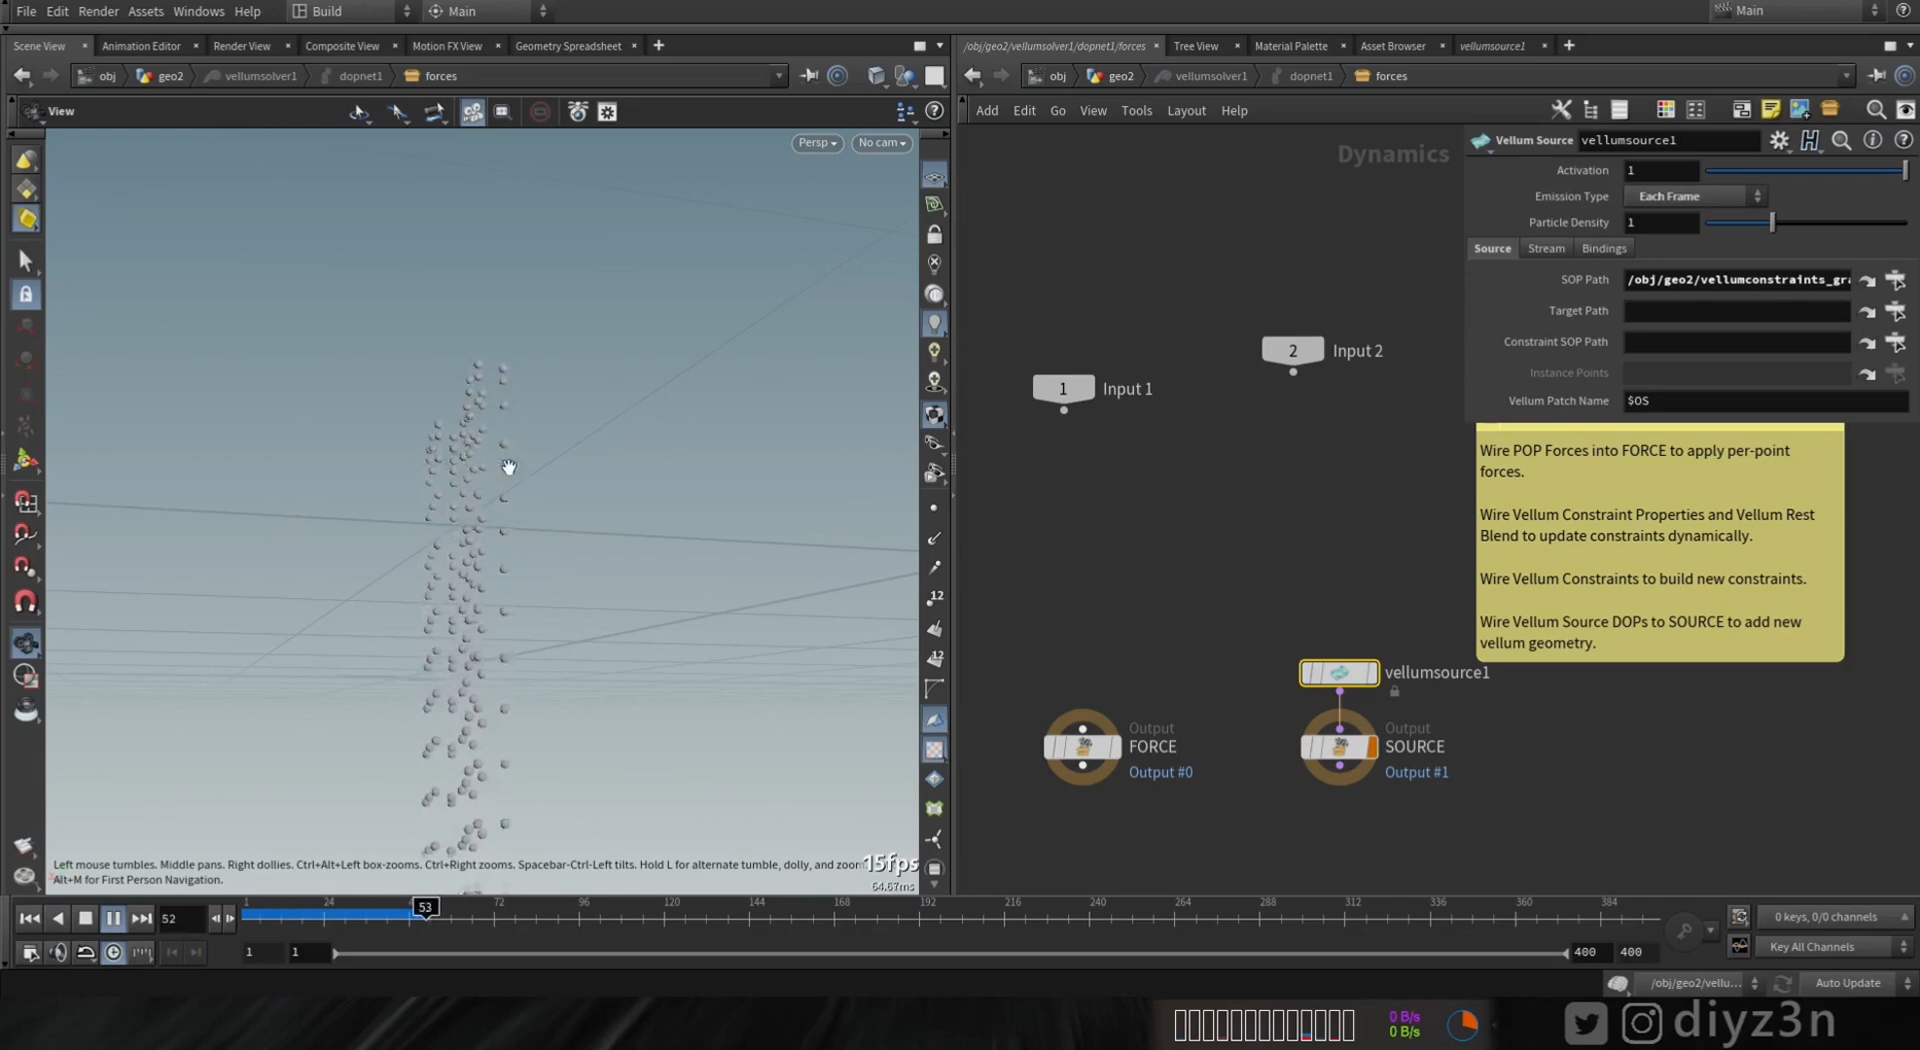 File Edit Render Assets Windows Help Build Main Main
Scene View Animation Editor Render View Composite View Motion FX View Geometry Spreadsheet
obj geo2 vellumsolver1 dopnet1 forces
View
Persp No cam
12
12
Left mouse tumbles. Middle pans. Right dollies. Ctrl+Alt+Left box-zooms. Ctrl+Right zooms. Spacebar-Ctrl-Left tilts. Hold L for alternate tumble, dolly, and zoom.
Alt+M for First Person Navigation.
15fps
64.67ms
/obj/geo2/vellumsolver1/dopnet1/forces Tree View Material Palette Asset Browser vellumsource1
obj geo2 vellumsolver1 dopnet1 forces
Add Edit Go View Tools Layout Help
Dynamics
1 Input 1
2 Input 2
vellumsource1
Output
FORCE
Output #0
Output
SOURCE
Output #1
Vellum Source vellumsource1
Activation 1
Emission Type Each Frame
Particle Density 1
Source Stream Bindings
SOP Path /obj/geo2/vellumconstraints_gra
Target Path
Constraint SOP Path
Instance Points
Vellum Patch Name $OS
Wire POP Forces into FORCE to apply per-point
forces.
Wire Vellum Constraint Properties and Vellum Rest
Blend to update constraints dynamically.
Wire Vellum Constraints to build new constraints.
Wire Vellum Source DOPs to SOURCE to add new
vellum geometry.
52 1 24 53 72 96 120 144 168 192 216 240 264 288 312 336 360 384
0 keys, 0/0 channels
1 1 400 400
Key All Channels
/obj/geo2/vellu... Auto Update
0 B/s
0 B/s
diyz3n